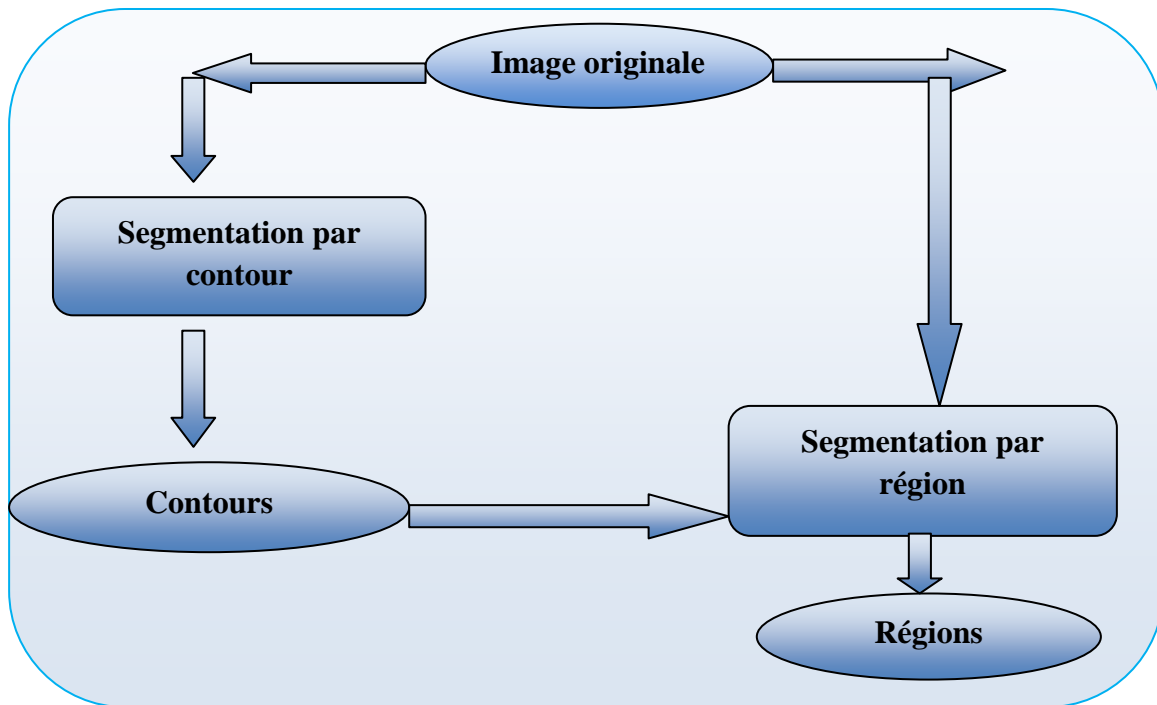 Image originale
Segmentation par
contour
Segmentation par
région
Contours
Régions